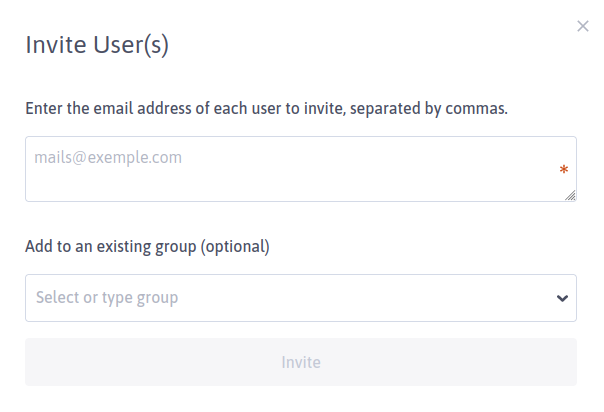 Invite User(s)
Enter the email address of each user to invite, separated by commas.
mails@exemple.com
*
Add to an existing group (optional)
Select or type group
Invite